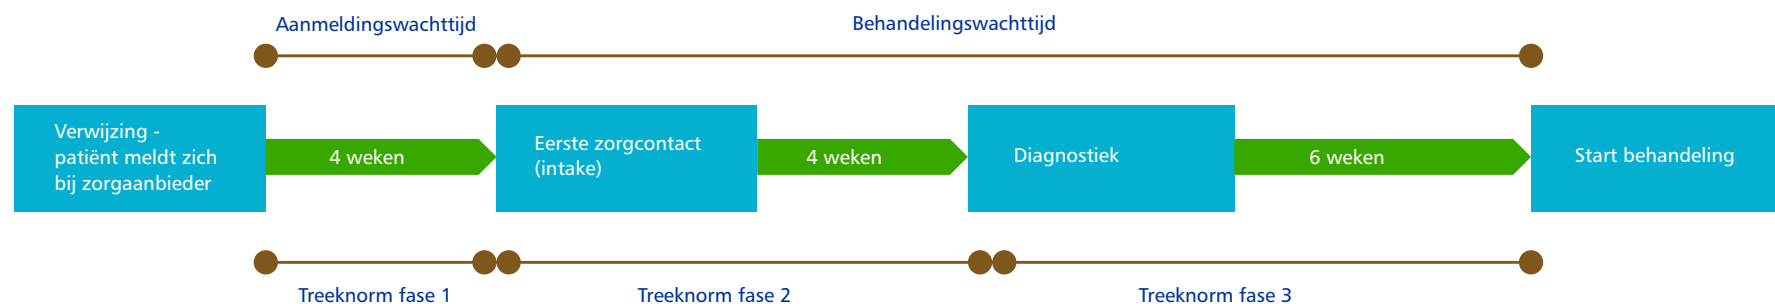 Aanmeldingswachttijd
Behandelingswachttijd
Verwijzing -
patiënt meldt zich
bij zorgaanbieder
4 weken
Eerste zorgcontact
(intake)
4 weken
Diagnostiek
6 weken
Start behandeling
Treeknorm fase 1
Treeknorm fase 2
Treeknorm fase 3